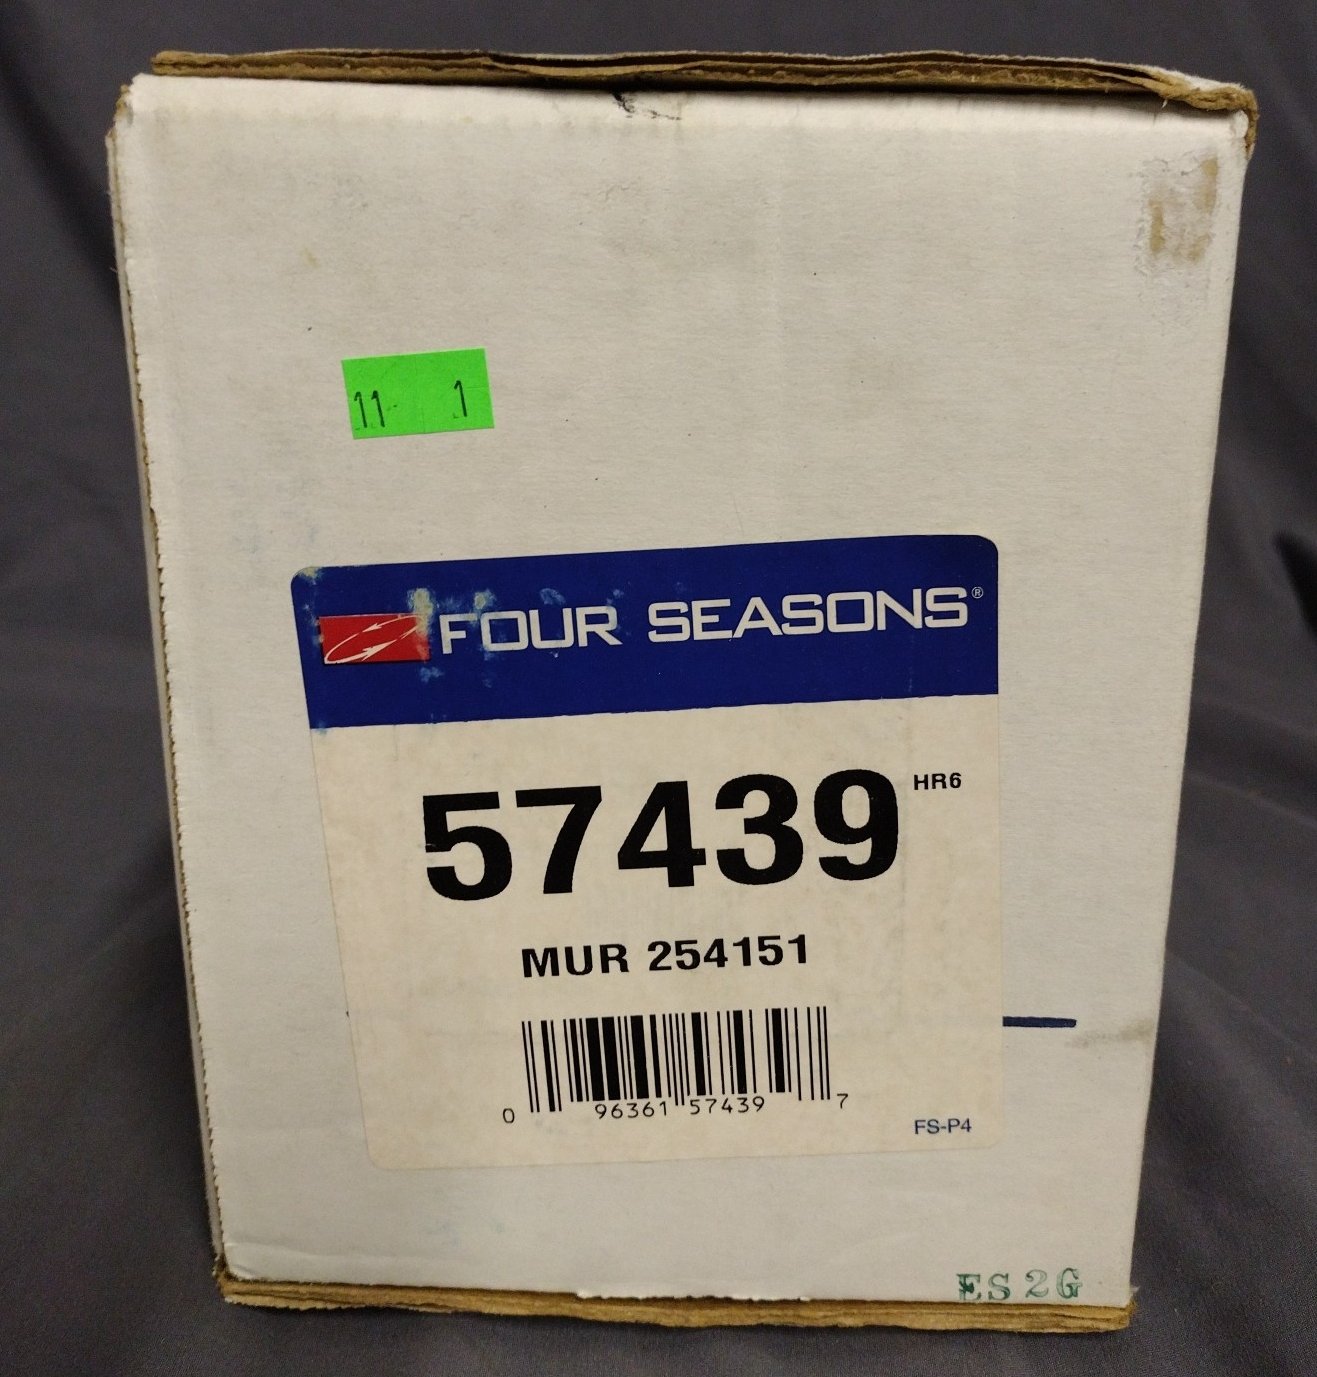 11 1
FOUR SEASONS®
57439 HR6
MUR 254151
0 96361 57439 7
FS-P4
ES 2G